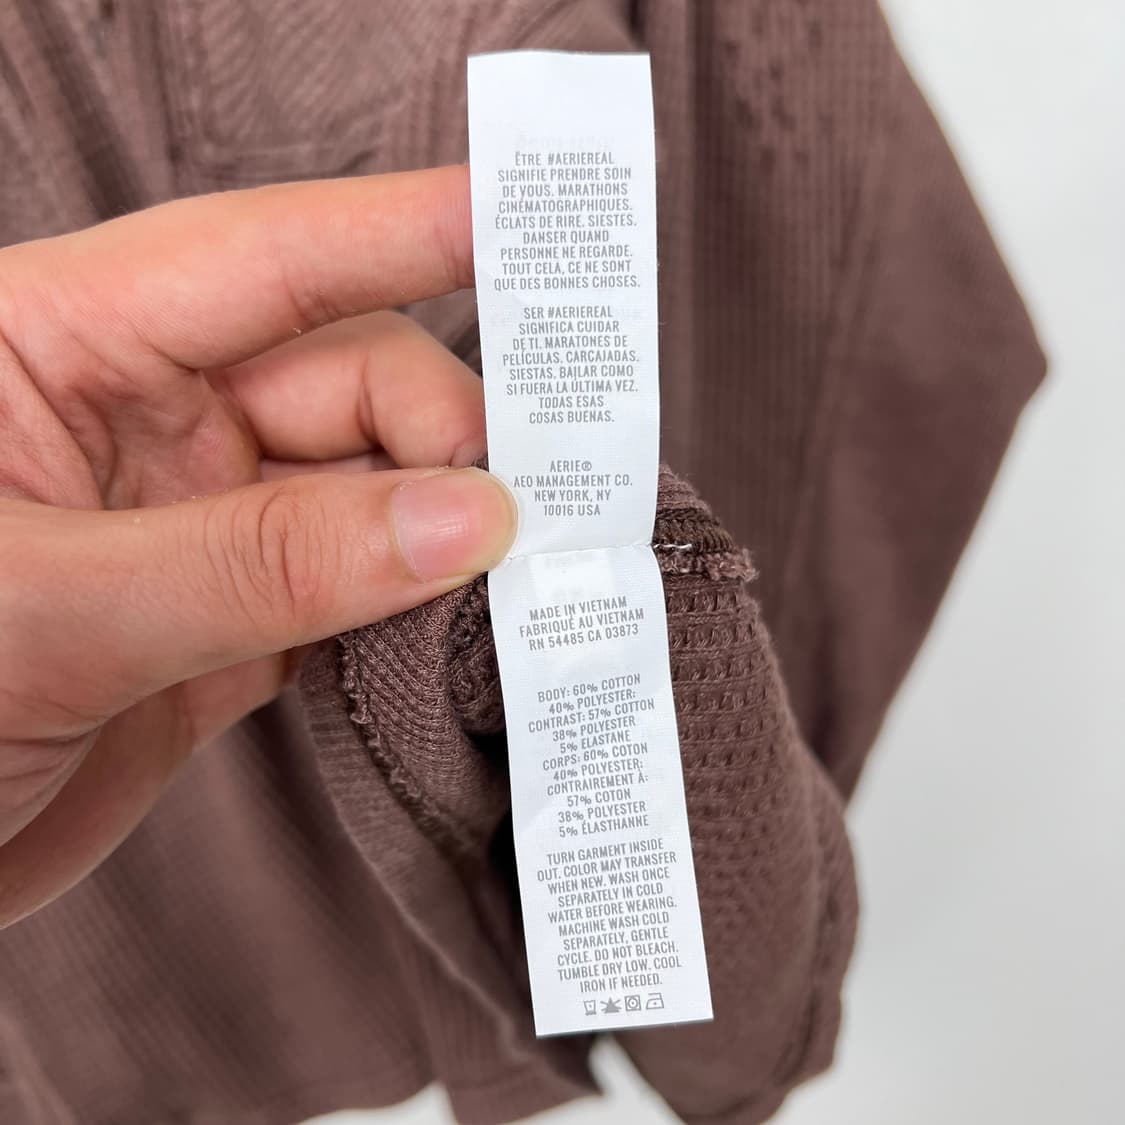 ÊTRE #AERIEREAL
SIGNIFIE PRENDRE SOIN
DE VOUS. MARATHONS
CINÉMATOGRAPHIQUES.
ÉCLATS DE RIRE. SIESTES.
DANSER QUAND
PERSONNE NE REGARDE.
TOUT CELA, CE NE SONT
QUE DES BONNES CHOSES.
SER #AERIEREAL
SIGNIFICA CUIDAR
DE TI. MARATONES DE
PELÍCULAS. CARCAJADAS.
SIESTAS. BAILAR COMO
SI FUERA LA ÚLTIMA VEZ.
TODAS ESAS
COSAS BUENAS.
AERIE®
AEO MANAGEMENT CO.
NEW YORK, NY
10016 USA
MADE IN VIETNAM
FABRIQUÉ AU VIETNAM
RN 54485 CA 03873
BODY: 60% COTTON
40% POLYESTER:
CONTRAST: 57% COTTON
38% POLYESTER
5% ELASTANE
CORPS: 60% COTON
40% POLYESTER:
CONTRAIREMENT À:
57% COTON
38% POLYESTER
5% ÉLASTHANNE
TURN GARMENT INSIDE
OUT. COLOR MAY TRANSFER
WHEN NEW. WASH ONCE
SEPARATELY IN COLD
WATER BEFORE WEARING.
MACHINE WASH COLD
SEPARATELY, GENTLE
CYCLE. DO NOT BLEACH.
TUMBLE DRY LOW. COOL
IRON IF NEEDED.